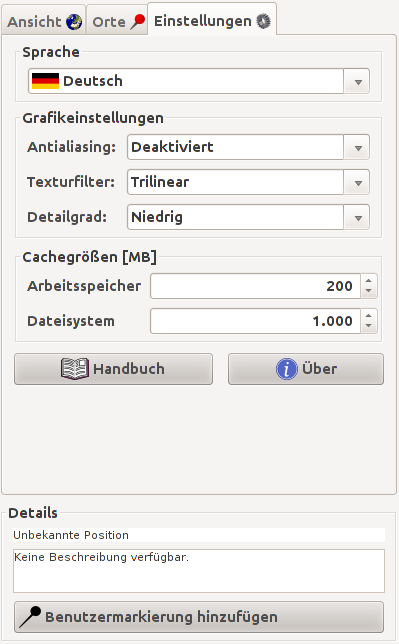 Ansicht Orte Einstellungen
Sprache
Deutsch
Grafikeinstellungen
Antialiasing: Deaktiviert
Texturfilter: Trilinear
Detailgrad: Niedrig
Cachegrößen [MB]
Arbeitsspeicher 200
Dateisystem 1.000
Handbuch Über
Details
Unbekannte Position
Keine Beschreibung verfügbar.
Benutzermarkierung hinzufügen